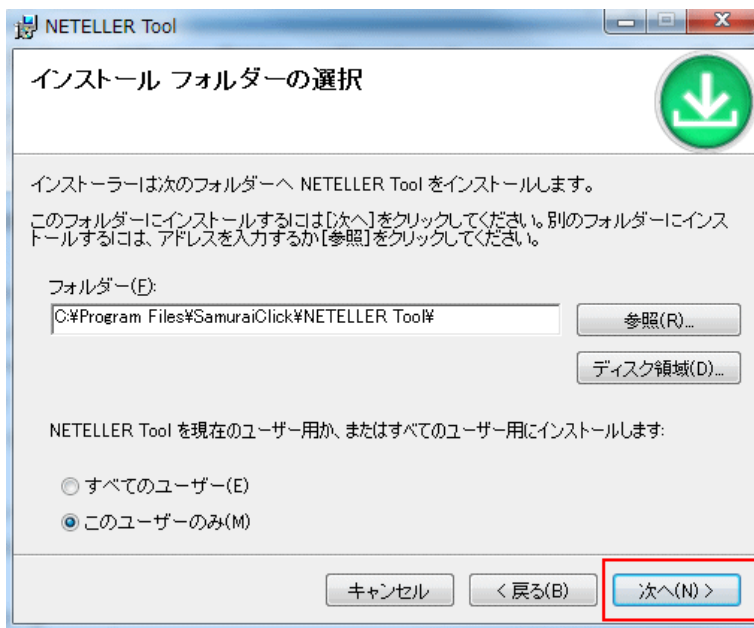 NETELLER Tool
インストール フォルダーの選択
インストーラーは次のフォルダーへ NETELLER Tool をインストールします。
このフォルダーにインストールするには[次へ]をクリックしてください。別のフォルダーにインス
トールするには、アドレスを入力するか[参照]をクリックしてください。
フォルダー(F):
C:¥Program Files¥SamuraiClick¥NETELLER Tool¥
参照(R)...
ディスク領域(D)...
NETELLER Tool を現在のユーザー用か、またはすべてのユーザー用にインストールします:
すべてのユーザー(E)
このユーザーのみ(M)
キャンセル
< 戻る(B)
次へ(N) >